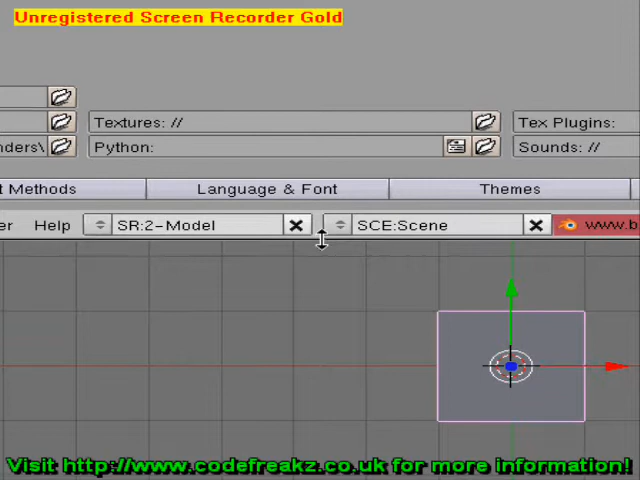 Unregistered Screen Recorder Gold
Textures: // Tex Plugins:
nders\ Python: Sounds: //
t Methods Language & Font Themes
er Help SR:2-Model SCE:Scene www.b
Visit http://www.codefreakz.co.uk for more information!